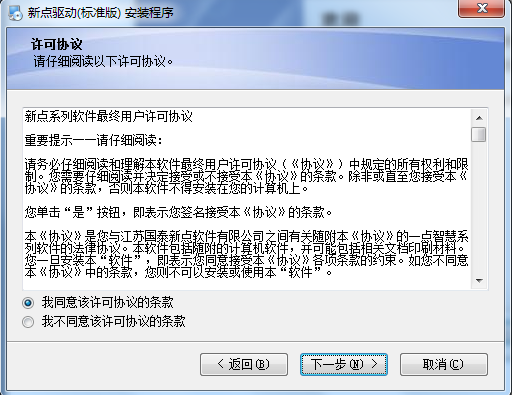 新点驱动(标准版) 安装程序
许可协议
请仔细阅读以下许可协议。
新点系列软件最终用户许可协议
重要提示——请仔细阅读：
请务必仔细阅读和理解本软件最终用户许可协议（《协议》）中规定的所有权利和限
制。您需要仔细阅读并决定接受或不接受本《协议》的条款。除非或直至您接受本《
协议》的条款，否则本软件不得安装在您的计算机上。
您单击“是”按钮，即表示您签名接受本《协议》的条款。
本《协议》是您与江苏国泰新点软件有限公司之间有关随附本《协议》的一点智慧系
列软件的法律协议。本软件包括随附的计算机软件，并可能包括相关文档印刷材料。
您一旦安装本“软件”，即表示您同意接受本《协议》各项条款的约束。如您不同意
本《协议》中的条款，您则不可以安装或使用本“软件”。
我同意该许可协议的条款
我不同意该许可协议的条款
< 返回(B)
下一步(N) >
取消(C)